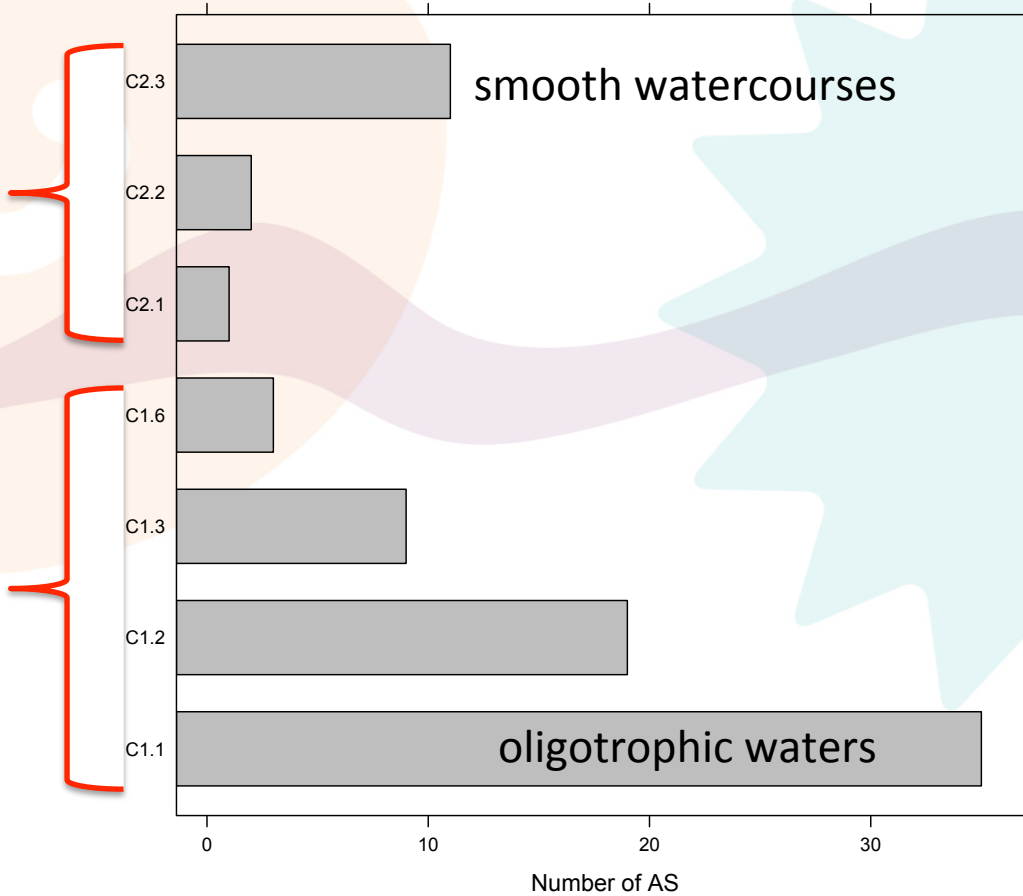 C2.3
smooth watercourses
C2.2
C2.1
C1.6
C1.3
C1.2
C1.1
oligotrophic waters
0 10 20 30
Number of AS